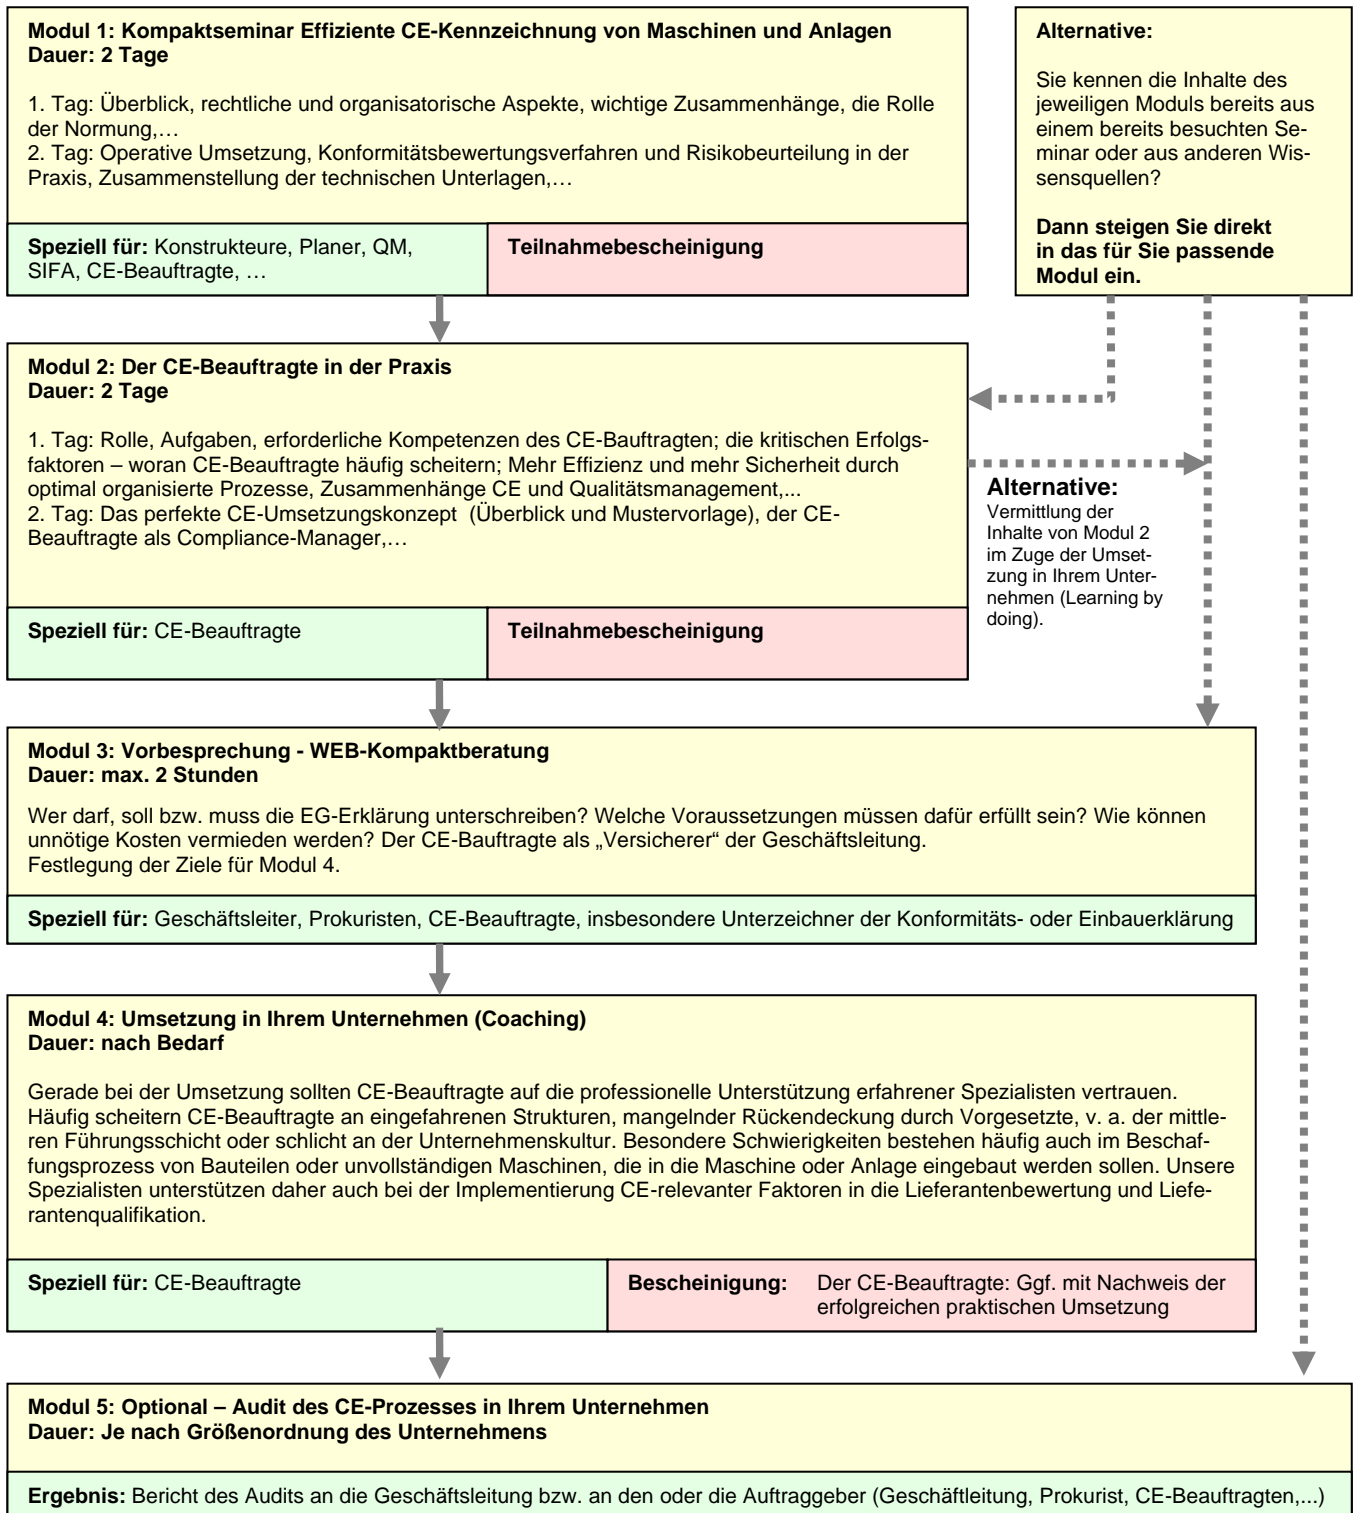 Modul 1: Kompaktseminar Effiziente CE-Kennzeichnung von Maschinen und Anlagen
Dauer: 2 Tage
1. Tag: Überblick, rechtliche und organisatorische Aspekte, wichtige Zusammenhänge, die Rolle
der Normung,…
2. Tag: Operative Umsetzung, Konformitätsbewertungsverfahren und Risikobeurteilung in der
Praxis, Zusammenstellung der technischen Unterlagen,…
Speziell für: Konstrukteure, Planer, QM,
SIFA, CE-Beauftragte, …
Teilnahmebescheinigung
Alternative:
Sie kennen die Inhalte des
jeweiligen Moduls bereits aus
einem bereits besuchten Se-
minar oder aus anderen Wis-
sensquellen?
Dann steigen Sie direkt
in das für Sie passende
Modul ein.
Modul 2: Der CE-Beauftragte in der Praxis
Dauer: 2 Tage
1. Tag: Rolle, Aufgaben, erforderliche Kompetenzen des CE-Bauftragten; die kritischen Erfolgs-
faktoren – woran CE-Beauftragte häufig scheitern; Mehr Effizienz und mehr Sicherheit durch
optimal organisierte Prozesse, Zusammenhänge CE und Qualitätsmanagement,...
2. Tag: Das perfekte CE-Umsetzungskonzept (Überblick und Mustervorlage), der CE-
Beauftragte als Compliance-Manager,…
Speziell für: CE-Beauftragte
Teilnahmebescheinigung
Alternative:
Vermittlung der
Inhalte von Modul 2
im Zuge der Umset-
zung in Ihrem Unter-
nehmen (Learning by
doing).
Modul 3: Vorbesprechung - WEB-Kompaktberatung
Dauer: max. 2 Stunden
Wer darf, soll bzw. muss die EG-Erklärung unterschreiben? Welche Voraussetzungen müssen dafür erfüllt sein? Wie können
unnötige Kosten vermieden werden? Der CE-Bauftragte als „Versicherer“ der Geschäftsleitung.
Festlegung der Ziele für Modul 4.
Speziell für: Geschäftsleiter, Prokuristen, CE-Beauftragte, insbesondere Unterzeichner der Konformitäts- oder Einbauerklärung
Modul 4: Umsetzung in Ihrem Unternehmen (Coaching)
Dauer: nach Bedarf
Gerade bei der Umsetzung sollten CE-Beauftragte auf die professionelle Unterstützung erfahrener Spezialisten vertrauen.
Häufig scheitern CE-Beauftragte an eingefahrenen Strukturen, mangelnder Rückendeckung durch Vorgesetzte, v. a. der mittle-
ren Führungsschicht oder schlicht an der Unternehmenskultur. Besondere Schwierigkeiten bestehen häufig auch im Beschaf-
fungsprozess von Bauteilen oder unvollständigen Maschinen, die in die Maschine oder Anlage eingebaut werden sollen. Unsere
Spezialisten unterstützen daher auch bei der Implementierung CE-relevanter Faktoren in die Lieferantenbewertung und Liefe-
rantenqualifikation.
Speziell für: CE-Beauftragte
Bescheinigung: Der CE-Beauftragte: Ggf. mit Nachweis der
erfolgreichen praktischen Umsetzung
Modul 5: Optional – Audit des CE-Prozesses in Ihrem Unternehmen
Dauer: Je nach Größenordnung des Unternehmens
Ergebnis: Bericht des Audits an die Geschäftsleitung bzw. an den oder die Auftraggeber (Geschäftleitung, Prokurist, CE-Beauftragten,...)